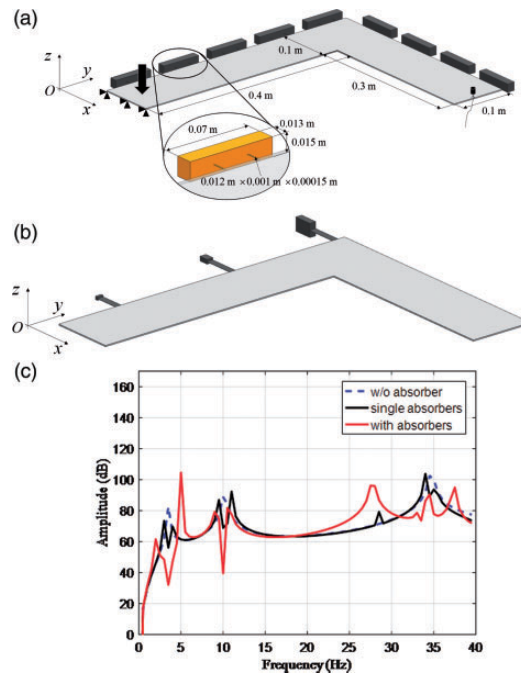 (a)
z
y
O
x
0.1 m
0.4 m
0.3 m
0.1 m
0.07 m
0.013 m
0.015 m
0.012 m ×0.001 m ×0.00015 m
(b)
z
y
O
x
(c)
160
140
120
100
80
60
40
20
0
Amplitude (dB)
w/o absorber
single absorbers
with absorbers
0 5 10 15 20 25 30 35 40
Frequency (Hz)